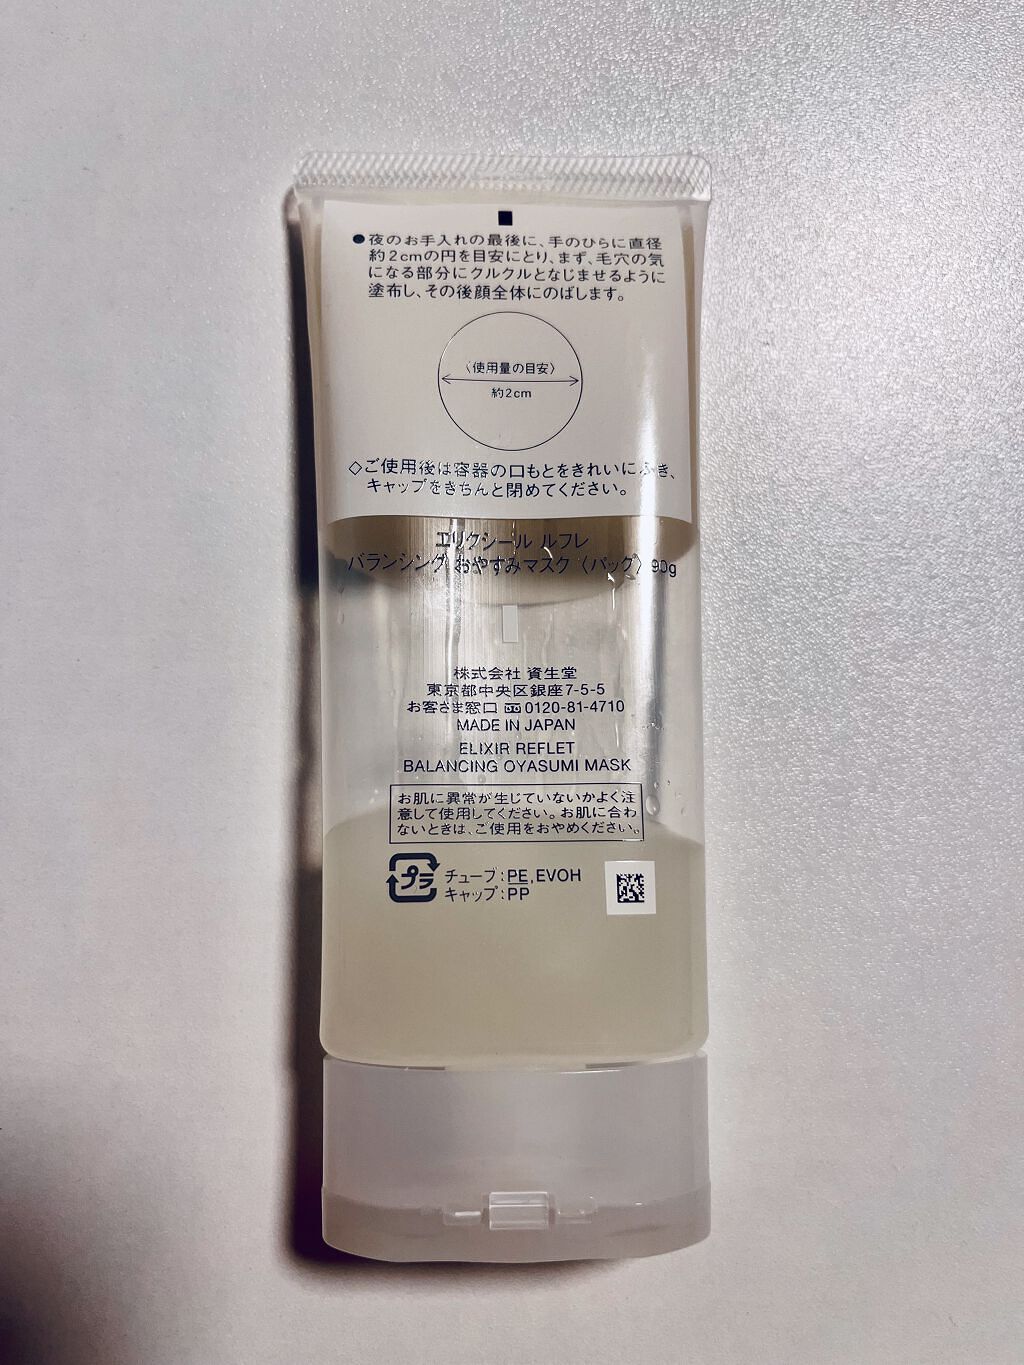 ●夜のお手入れの最後に、手のひらに直径
約2cmの円を目安にとり、まず、毛穴の気
になる部分にクルクルとなじませるように
塗布し、その後顔全体にのばします。
〈使用量の目安〉
約2cm
◇ご使用後は容器の口もとをきれいにふき、
キャップをきちんと閉めてください。
エリクシール ルフレ
バランシング おやすみマスク〈パック〉90g
株式会社 資生堂
東京都中央区銀座7-5-5
お客さま窓口 0120-81-4710
MADE IN JAPAN
ELIXIR REFLET
BALANCING OYASUMI MASK
お肌に異常が生じていないかよく注
意して使用してください。お肌に合わ
ないときは、ご使用をおやめください。
プラ
チューブ:PE,EVOH
キャップ:PP